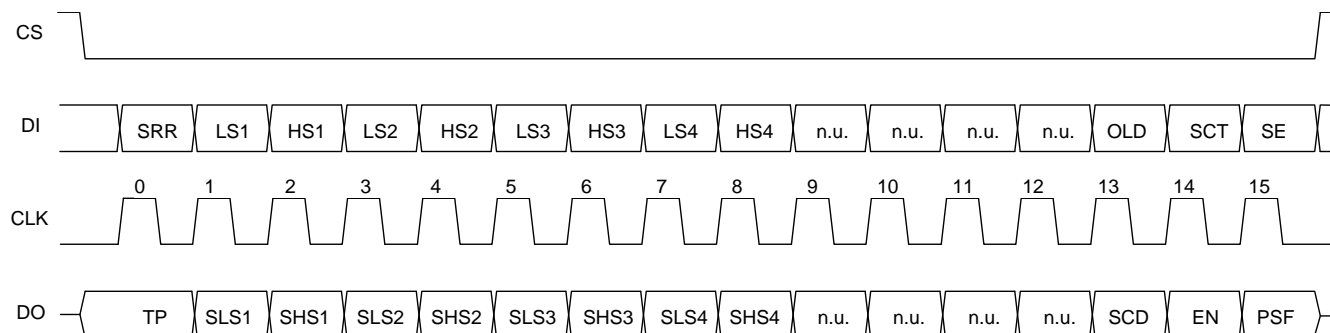 CS
DI SRR LS1 HS1 LS2 HS2 LS3 HS3 LS4 HS4 n.u. n.u. n.u. n.u. OLD SCT SE
0 1 2 3 4 5 6 7 8 9 10 11 12 13 14 15
CLK
DO TP SLS1 SHS1 SLS2 SHS2 SLS3 SHS3 SLS4 SHS4 n.u. n.u. n.u. n.u. SCD EN PSF